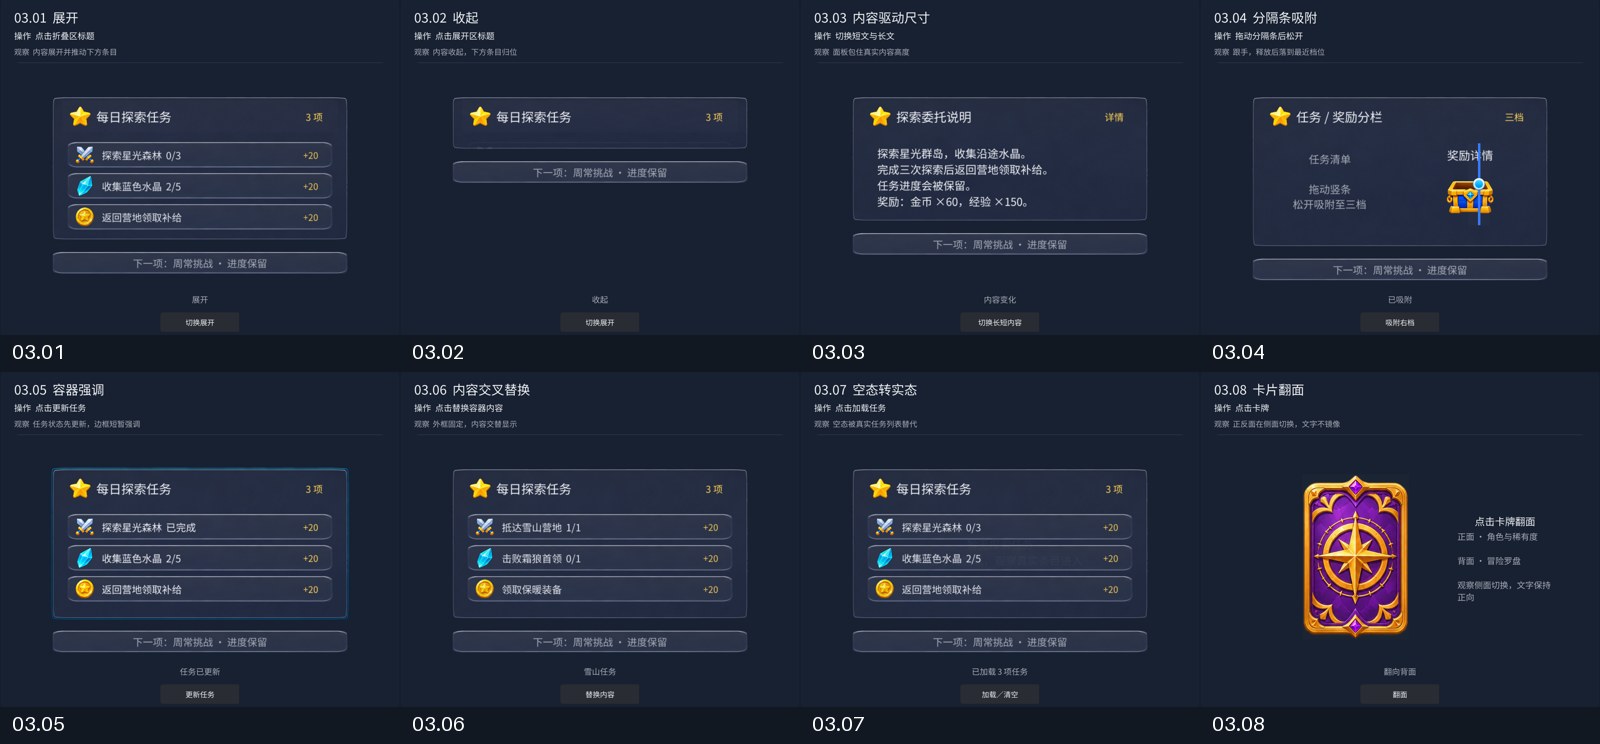 03.01 展开
操作 点击折叠区标题
观察 内容展开并推动下方条目
每日探索任务
3 项
探索星光森林 0/3
+20
收集蓝色水晶 2/5
+20
返回营地领取补给
+20
下一项：周常挑战 · 进度保留
展开
切换展开
03.01
03.02 收起
操作 点击展开区标题
观察 内容收起，下方条目归位
每日探索任务
3 项
下一项：周常挑战 · 进度保留
收起
切换展开
03.02
03.03 内容驱动尺寸
操作 切换短文与长文
观察 面板包住真实内容高度
探索委托说明
详情
探索星光群岛，收集沿途水晶。
完成三次探索后返回营地领取补给。
任务进度会被保留。
奖励：金币 ×60，经验 ×150。
下一项：周常挑战 · 进度保留
内容变化
切换长短内容
03.03
03.04 分隔条吸附
操作 拖动分隔条后松开
观察 跟手，释放后落到最近档位
任务 / 奖励分栏
三档
任务清单
拖动竖条
松开吸附至三档
奖励详情
下一项：周常挑战 · 进度保留
已吸附
吸附右档
03.04
03.05 容器强调
操作 点击更新任务
观察 任务状态先更新，边框短暂强调
每日探索任务
3 项
探索星光森林 已完成
+20
收集蓝色水晶 2/5
+20
返回营地领取补给
+20
下一项：周常挑战 · 进度保留
任务已更新
更新任务
03.05
03.06 内容交叉替换
操作 点击替换容器内容
观察 外框固定，内容交替显示
每日探索任务
3 项
抵达雪山营地 1/1
+20
击败霜狼首领 0/1
+20
领取保暖装备
+20
下一项：周常挑战 · 进度保留
雪山任务
替换内容
03.06
03.07 空态转实态
操作 点击加载任务
观察 空态被真实任务列表替代
每日探索任务
3 项
探索星光森林 0/3
+20
收集蓝色水晶 2/5
+20
返回营地领取补给
+20
下一项：周常挑战 · 进度保留
已加载 3 项任务
加载／清空
03.07
03.08 卡片翻面
操作 点击卡牌
观察 正反面在侧面切换，文字不镜像
点击卡牌翻面
正面 · 角色与稀有度
背面 · 冒险罗盘
观察侧面切换，文字保持
正向
翻向背面
翻面
03.08